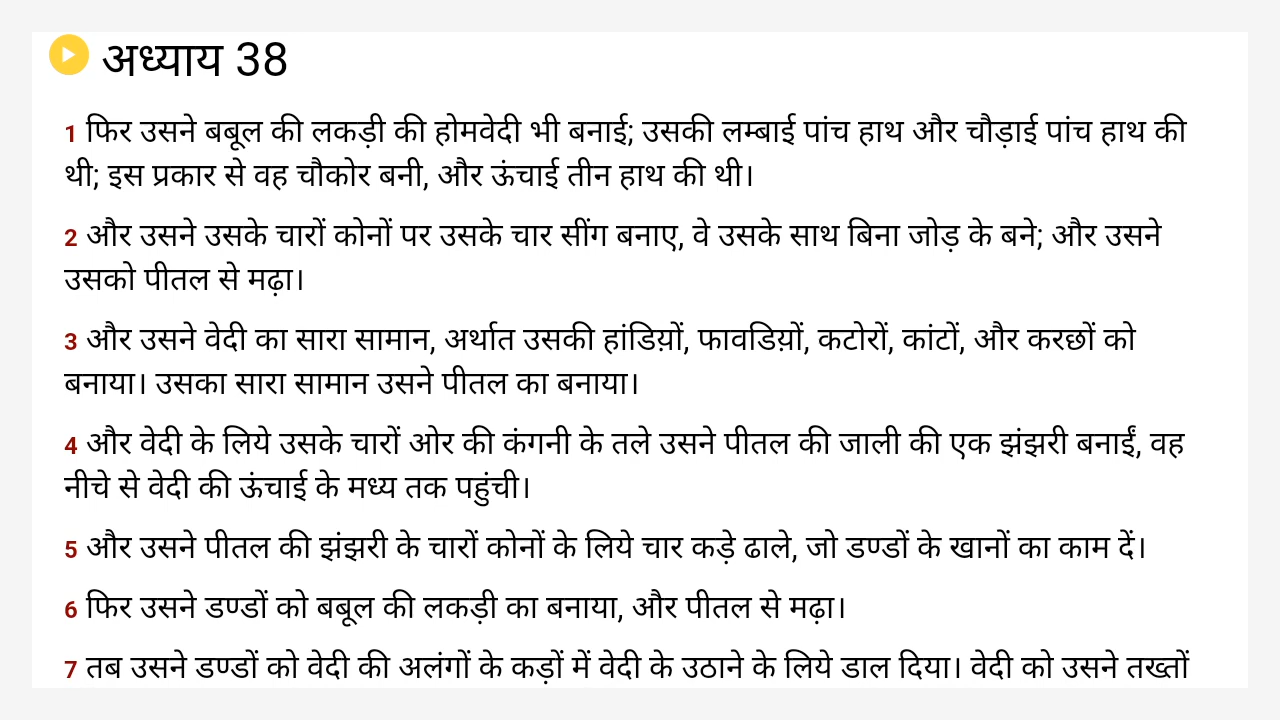 अध्याय 38
1 फिर उसने बबूल की लकड़ी की होमवेदी भी बनाई; उसकी लम्बाई पांच हाथ और चौड़ाई पांच हाथ की
थी; इस प्रकार से वह चौकोर बनी, और ऊंचाई तीन हाथ की थी।
2 और उसने उसके चारों कोनों पर उसके चार सींग बनाए, वे उसके साथ बिना जोड़ के बने; और उसने
उसको पीतल से मढ़ा।
3 और उसने वेदी का सारा सामान, अर्थात उसकी हांडिय़ों, फावडिय़ों, कटोरों, कांटों, और करछों को
बनाया। उसका सारा सामान उसने पीतल का बनाया।
4 और वेदी के लिये उसके चारों ओर की कंगनी के तले उसने पीतल की जाली की एक झंझरी बनाईं, वह
नीचे से वेदी की ऊंचाई के मध्य तक पहुंची।
5 और उसने पीतल की झंझरी के चारों कोनों के लिये चार कड़े ढाले, जो डण्डों के खानों का काम दें।
6 फिर उसने डण्डों को बबूल की लकड़ी का बनाया, और पीतल से मढ़ा।
7 तब उसने डण्डों को वेदी की अलंगों के कड़ों में वेदी के उठाने के लिये डाल दिया। वेदी को उसने तख्तों